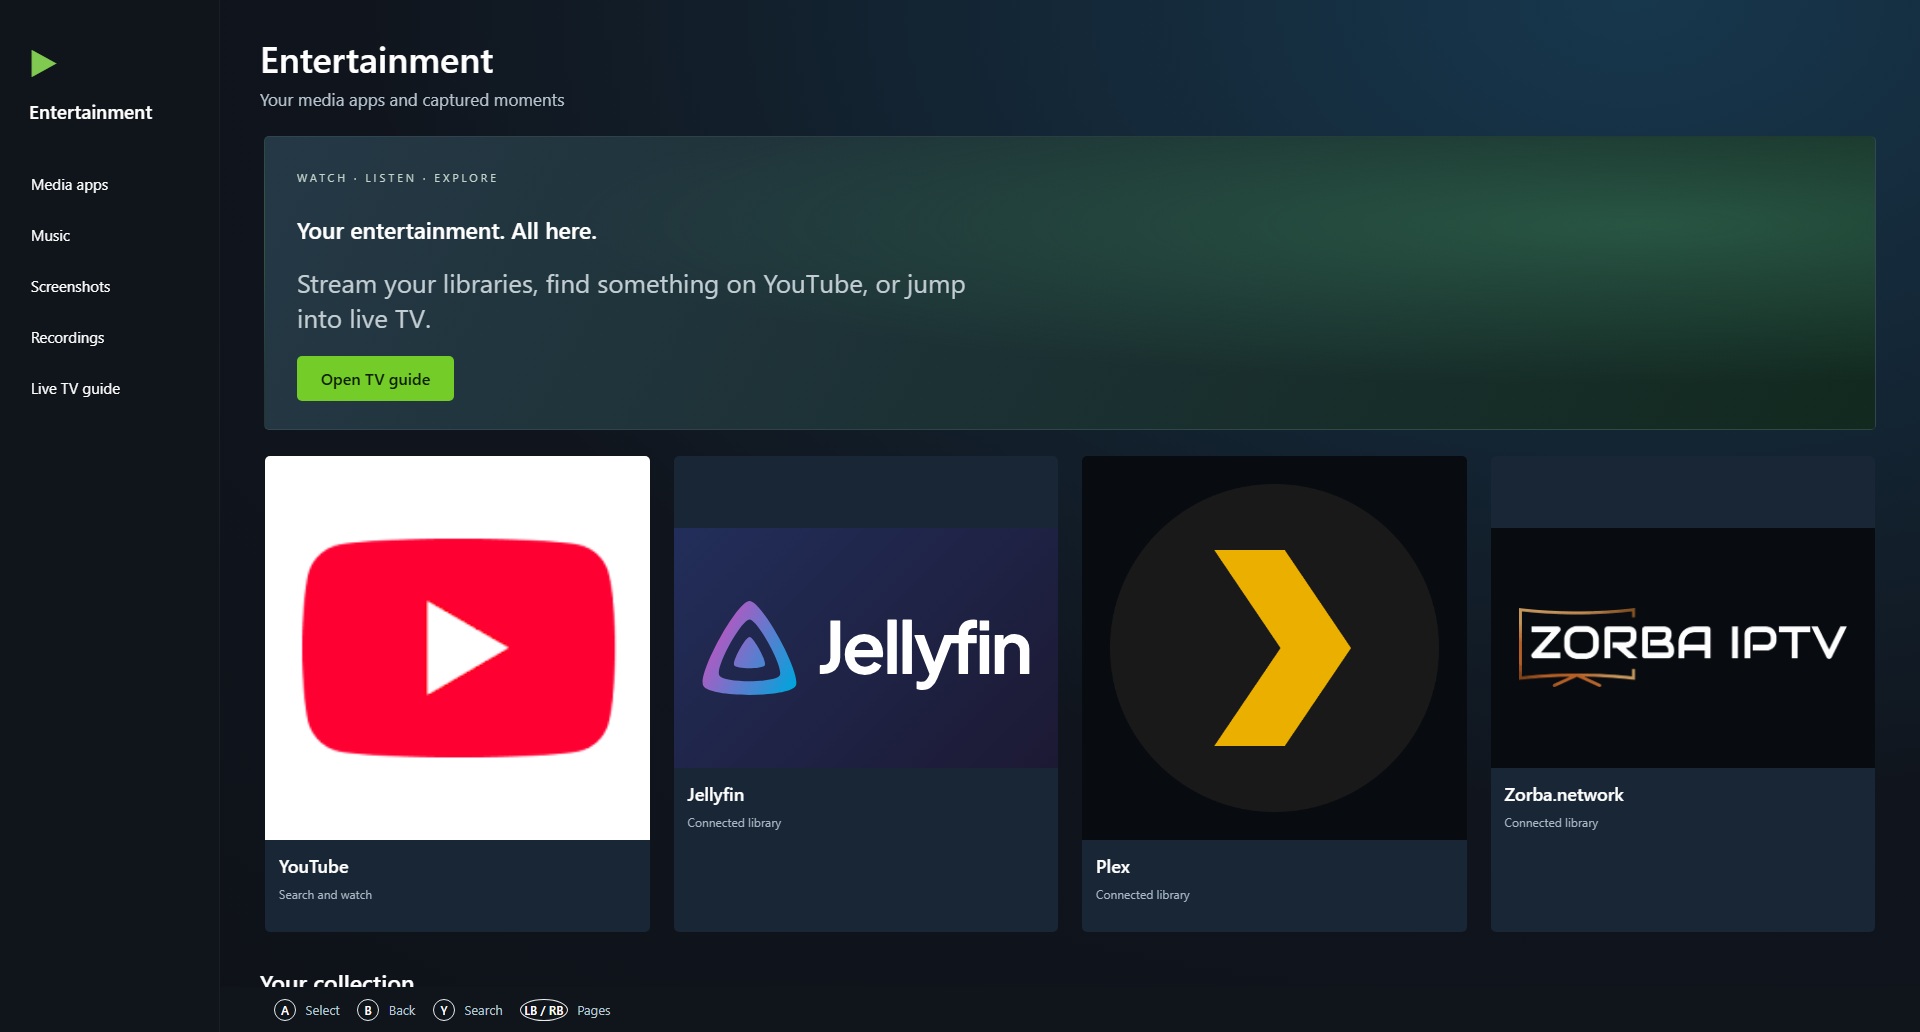 Entertainment
Media apps
Music
Screenshots
Recordings
Live TV guide
Entertainment
Your media apps and captured moments
WATCH · LISTEN · EXPLORE
Your entertainment. All here.
Stream your libraries, find something on YouTube, or jump
into live TV.
Open TV guide
YouTube
Search and watch
Jellyfin
Jellyfin
Connected library
Plex
Connected library
ZORBA IPTV
Zorba.network
Connected library
Your collection
A Select B Back Y Search LB / RB Pages